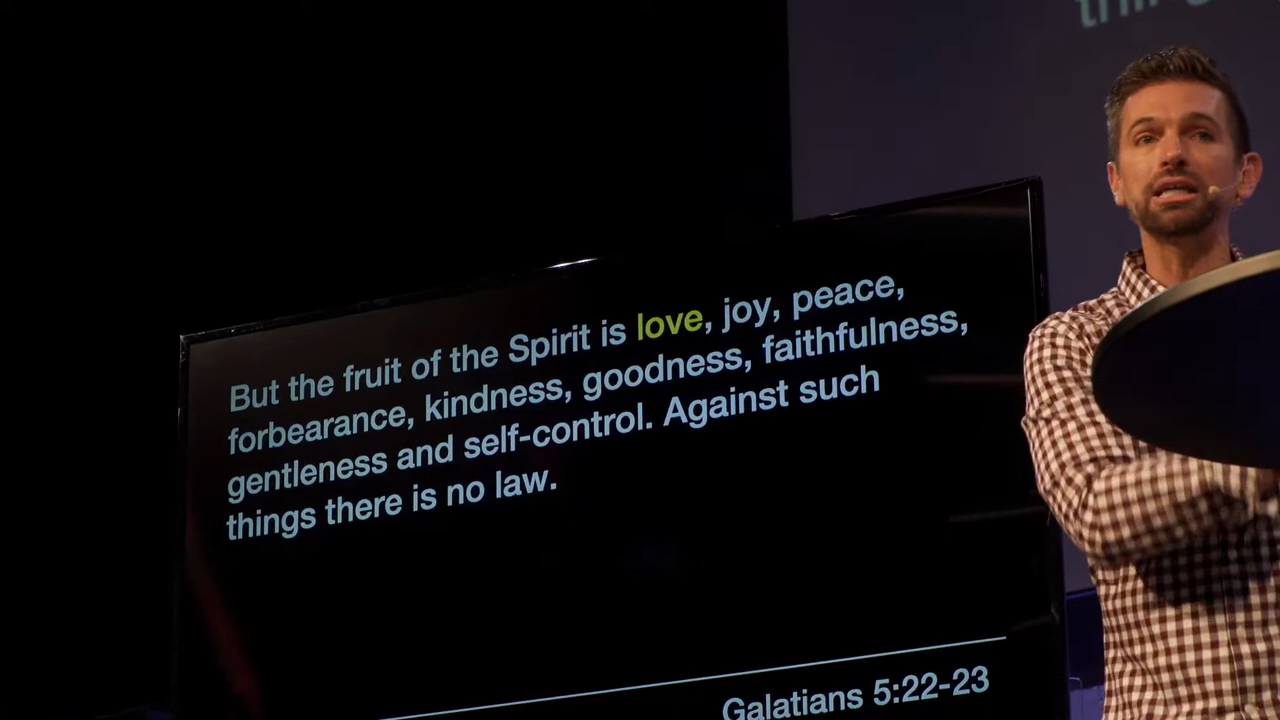 But the fruit of the Spirit is love, joy, peace,
forbearance, kindness, goodness, faithfulness,
gentleness and self-control. Against such
things there is no law.
Galatians 5:22-23